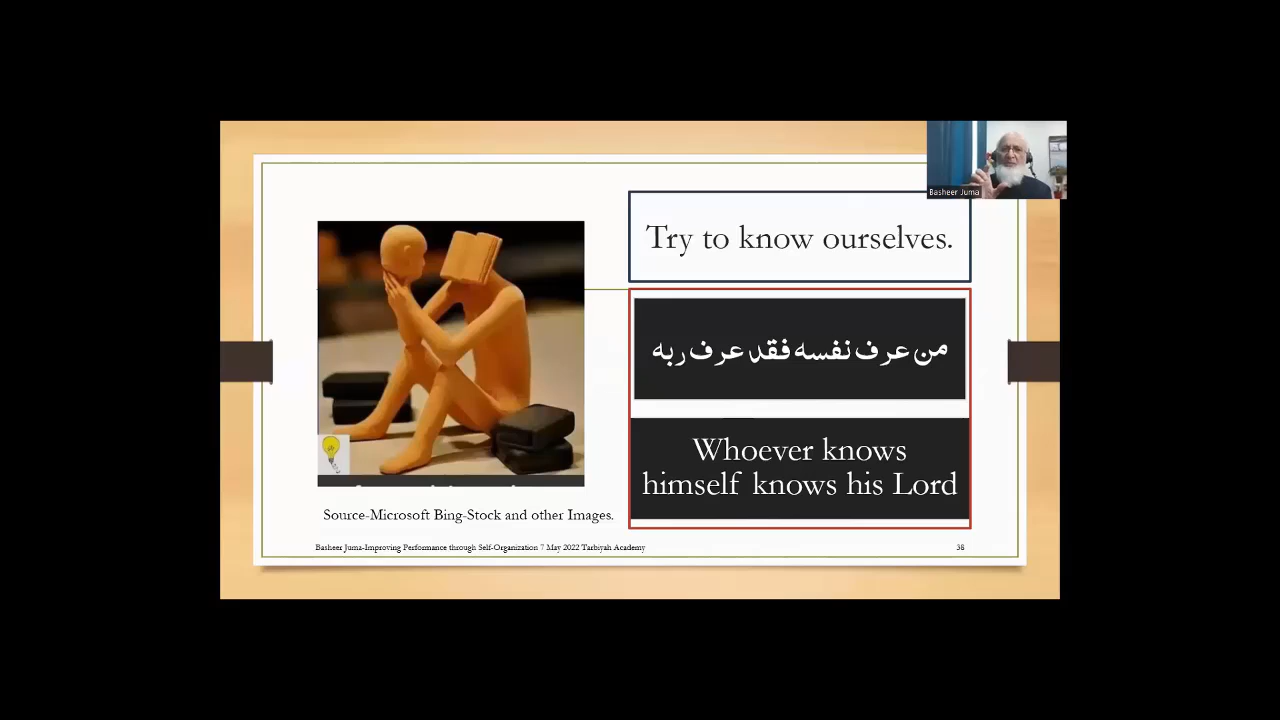 Basheer Juma
Try to know ourselves.
من عرف نفسه فقد عرف ربه
Whoever knows
himself knows his Lord
Source-Microsoft Bing-Stock and other Images.
Basheer Juma-Improving Performance through Self-Organization 7 May 2022 Tarbiyah Academy
38